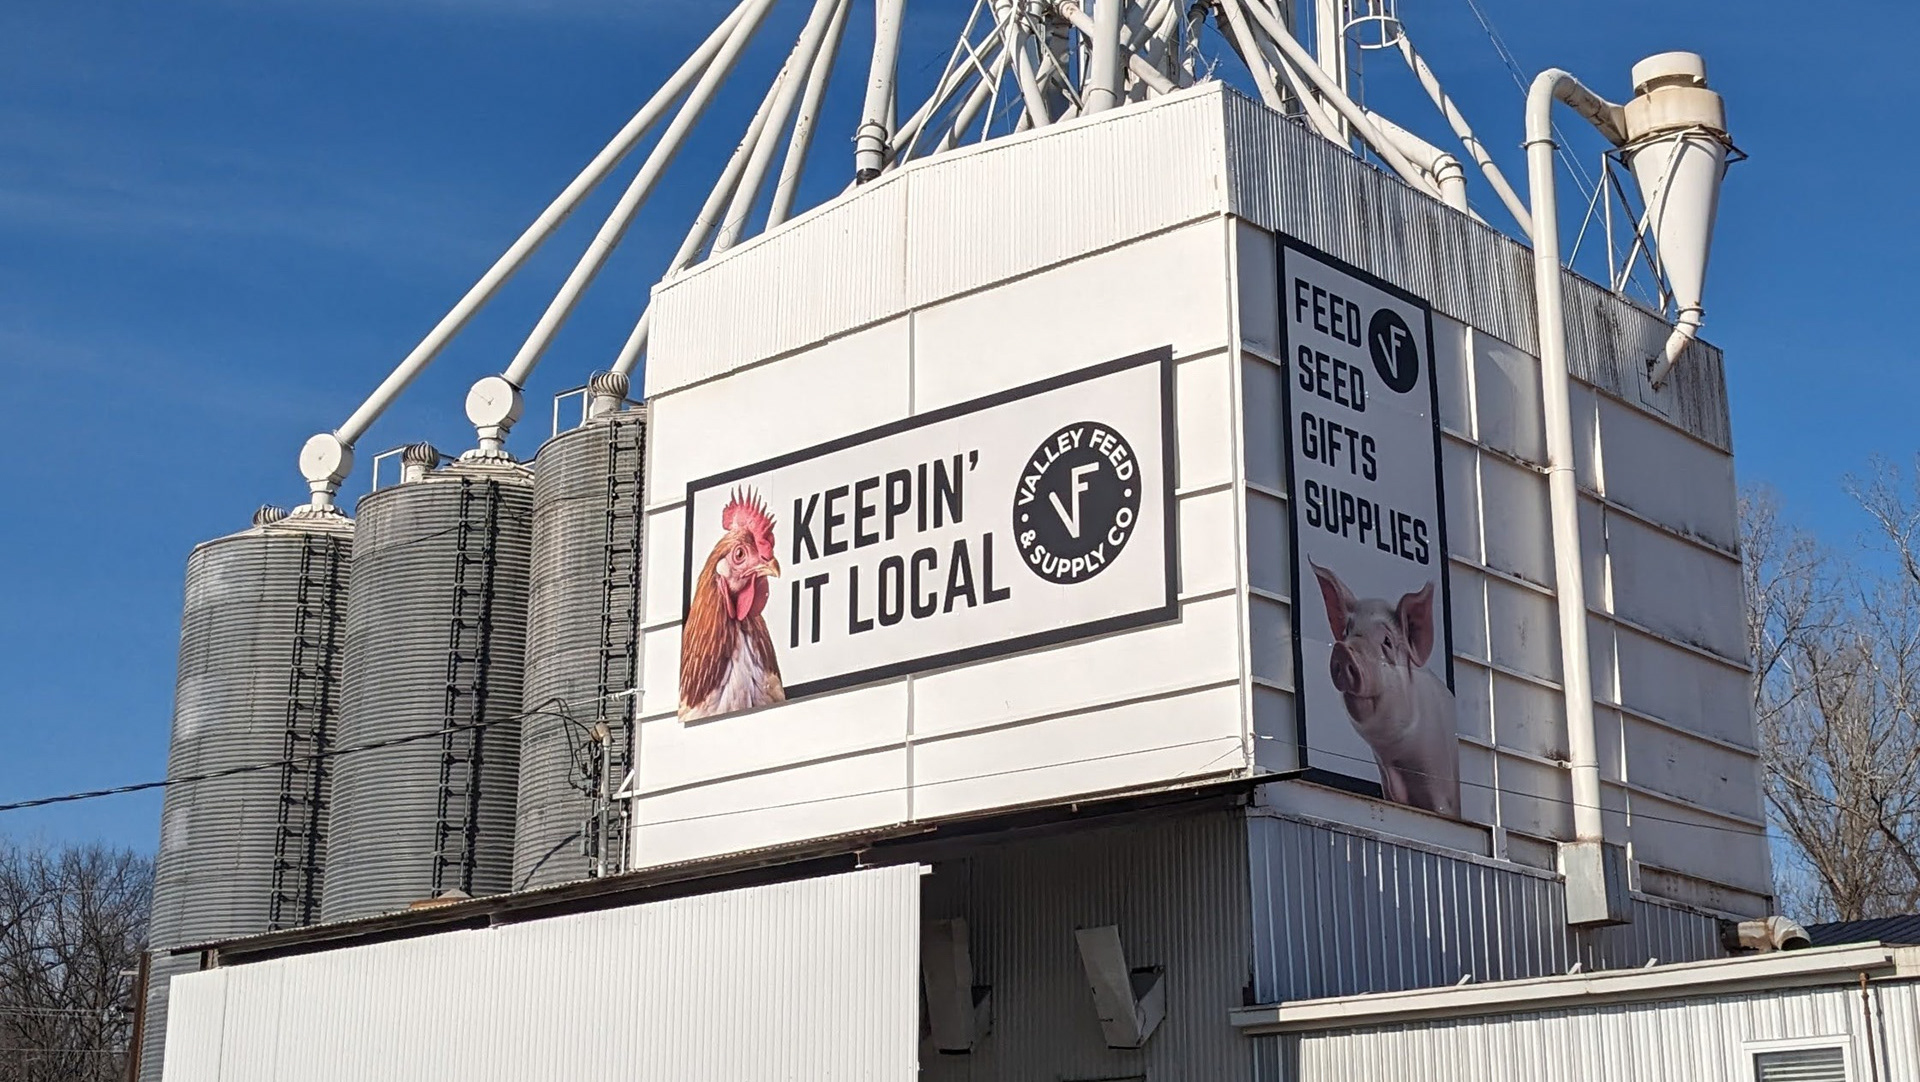 KEEPIN'
IT LOCAL
VALLEY FEED
& SUPPLY CO
VF
FEED
VF
SEED
GIFTS
SUPPLIES